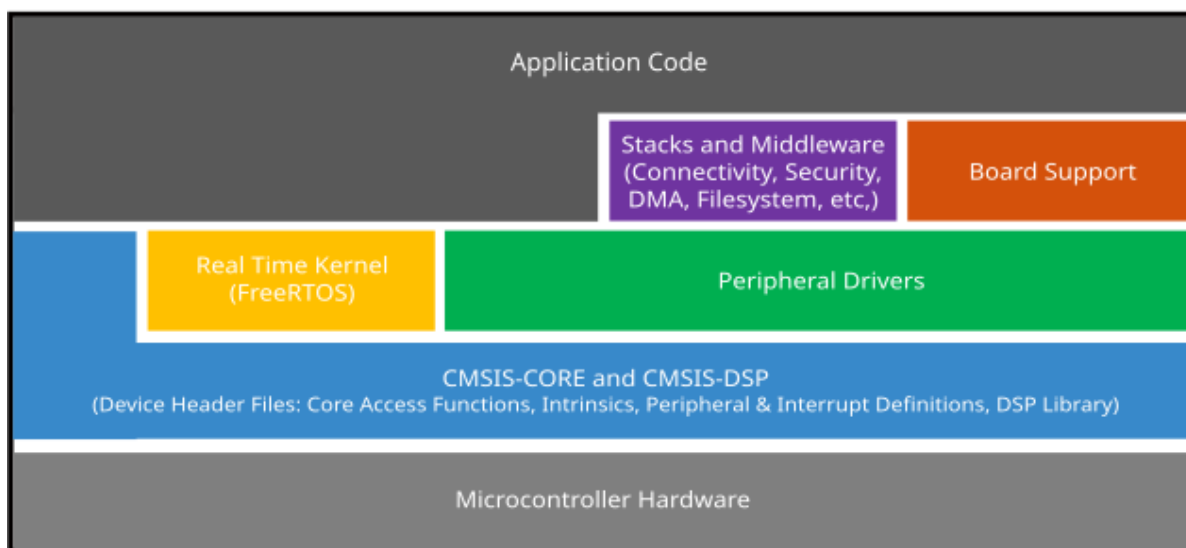 Application Code
Stacks and Middleware
(Connectivity, Security,
DMA, Filesystem, etc,)
Board Support
Real Time Kernel
(FreeRTOS)
Peripheral Drivers
CMSIS-CORE and CMSIS-DSP
(Device Header Files: Core Access Functions, Intrinsics, Peripheral & Interrupt Definitions, DSP Library)
Microcontroller Hardware